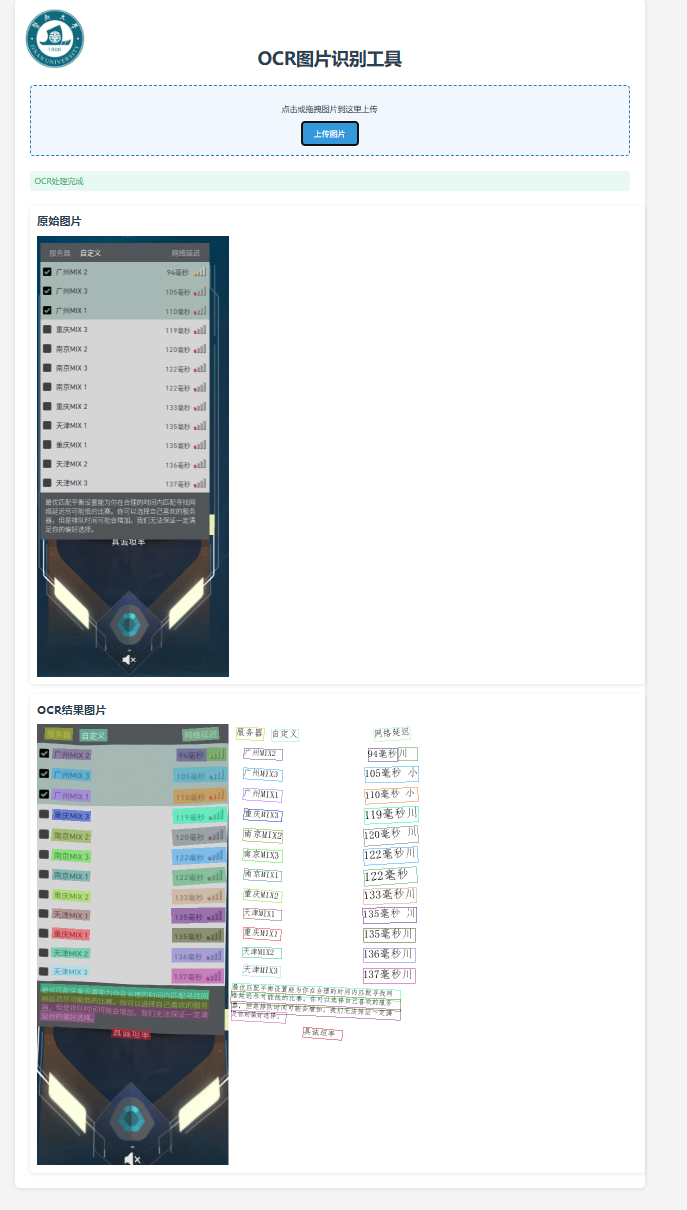 暨南大学
1906
JINAN UNIVERSITY
OCR图片识别工具
点击或拖拽图片到这里上传
上传图片
OCR处理完成
原始图片
服务器 自定义 网络延迟
广州MIX 2 94毫秒
广州MIX 3 105毫秒
广州MIX 1 110毫秒
重庆MIX 3 119毫秒
南京MIX 2 120毫秒
南京MIX 3 122毫秒
南京MIX 1 122毫秒
重庆MIX 2 133毫秒
天津MIX 1 135毫秒
重庆MIX 1 135毫秒
天津MIX 2 136毫秒
天津MIX 3 137毫秒
最优匹配平衡设置能为你在合理的时间内匹配寻找网
络延迟尽可能低的比赛。你可以选择自己喜欢的服务
器，但是排队时间可能会增加。我们无法保证一定满
足你的偏好选择。
真诚坦率
OCR结果图片
服务器 自定义 网络延迟 服务器 自定义 网络延迟
广州MIX 2 94毫秒 广州MIX2 94毫秒川
广州MIX 3 105毫秒 广州MIX3 105毫秒 小
广州MIX 1 110毫秒 广州MIX1 110毫秒 小
重庆MIX 3 119毫秒 重庆MIX3 119毫秒川
南京MIX 2 120毫秒 南京MIX2 120毫秒 川
南京MIX 3 122毫秒 南京MIX3 122毫秒川
南京MIX 1 122毫秒 南京MIX1 122毫秒
重庆MIX 2 133毫秒 重庆MIX2 133毫秒川
天津MIX 1 135毫秒 天津MIX1 135毫秒 川
重庆MIX 1 135毫秒 重庆MIX1 135毫秒川
天津MIX 2 136毫秒 天津MIX2 136毫秒川
天津MIX 3 137毫秒 天津MIX3 137毫秒川
最优匹配平衡设置能为你在合理的时间内匹配寻找网 最优匹配平衡设置能为你在合理的时间内匹配寻找网
络延迟尽可能低的比赛。你可以选择自己喜欢的服务 络延迟尽可能低的比赛。你可以选择自己喜欢的服务
器，但是排队时间可能会增加。我们无法保证一定满 器，但是排队时间可能会增加。我们无法保证一定满
足你的偏好选择。 足你的偏好选择。
真诚坦率 真诚坦率